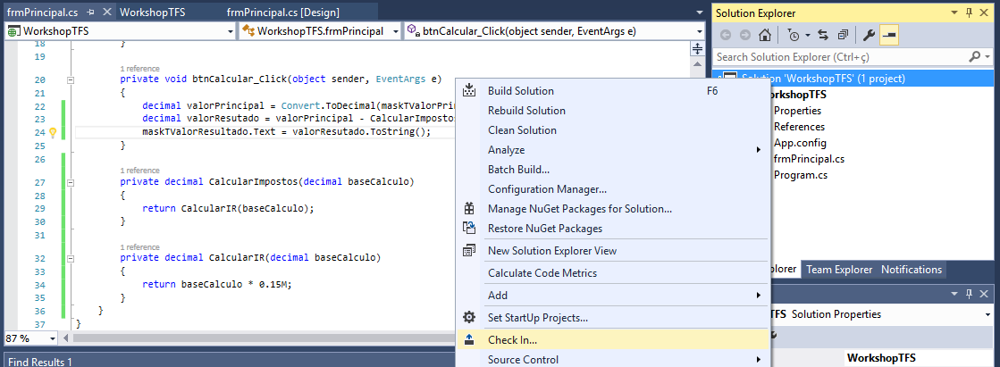 frmPrincipal.cs
WorkshopTFS
frmPrincipal.cs [Design]
WorkshopTFS
WorkshopTFS.frmPrincipal
btnCalcular_Click(object sender, EventArgs e)
18 }
19
1 reference
20 private void btnCalcular_Click(object sender, EventArgs e)
21 {
22 decimal valorPrincipal = Convert.ToDecimal(maskTValorPri
23 decimal valorResutado = valorPrincipal - CalcularImpostos
24 maskTValorResultado.Text = valorResutado.ToString();
25 }
26
1 reference
27 private decimal CalcularImpostos(decimal baseCalculo)
28 {
29 return CalcularIR(baseCalculo);
30 }
31
1 reference
32 private decimal CalcularIR(decimal baseCalculo)
33 {
34 return baseCalculo * 0.15M;
35 }
36 }
37 }
87 %
Find Results 1
Build Solution F6
Rebuild Solution
Clean Solution
Analyze
Batch Build...
Configuration Manager...
Manage NuGet Packages for Solution...
Restore NuGet Packages
New Solution Explorer View
Calculate Code Metrics
Add
Set StartUp Projects...
Check In...
Source Control
Solution Explorer
Search Solution Explorer (Ctrl+ç)
Solution 'WorkshopTFS' (1 project)
orkshopTFS
Properties
References
App.config
frmPrincipal.cs
Program.cs
plorer
Team Explorer
Notifications
TFS Solution Properties
WorkshopTFS